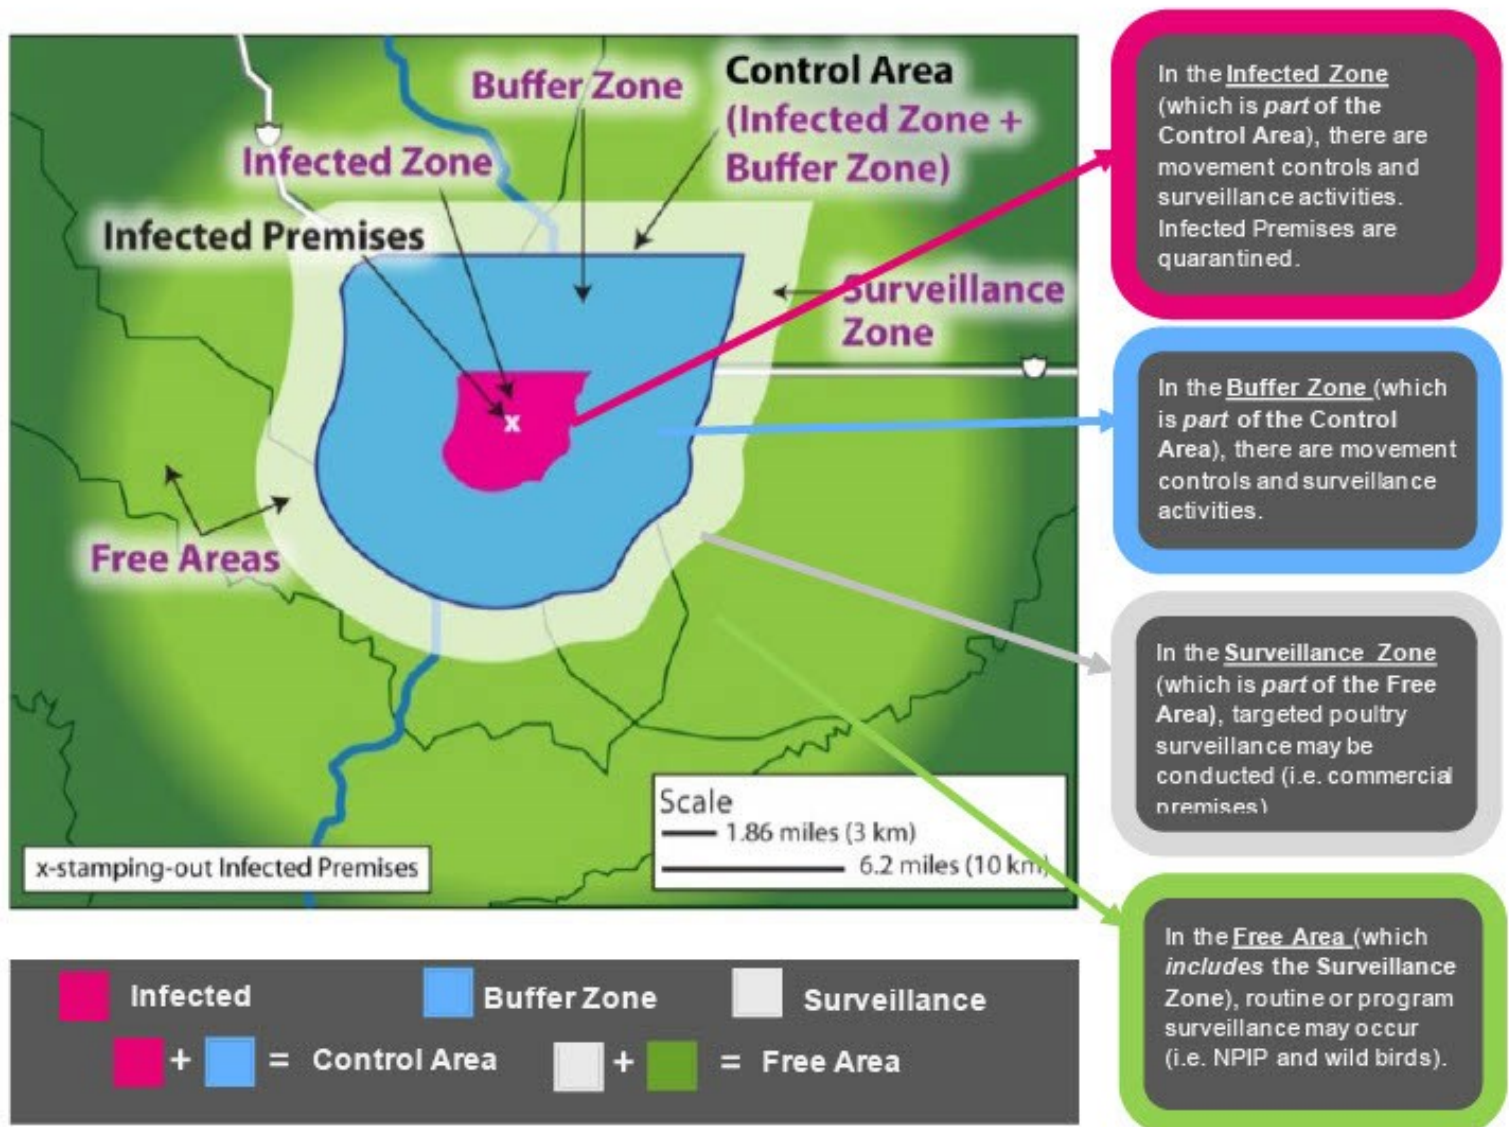 Buffer Zone
Control Area
(Infected Zone +
Buffer Zone)
Infected Zone
Infected Premises
Surveillance
Zone
Free Areas
x
Scale
1.86 miles (3 km)
6.2 miles (10 km)
x-stamping-out Infected Premises
In the Infected Zone
(which is part of the
Control Area), there are
movement controls and
surveillance activities.
Infected Premises are
quarantined.
In the Buffer Zone (which
is part of the Control
Area), there are movement
controls and surveillance
activities.
In the Surveillance Zone
(which is part of the Free
Area), targeted poultry
surveillance may be
conducted (i.e. commercial
premises)
In the Free Area (which
includes the Surveillance
Zone), routine or program
surveillance may occur
(i.e. NPIP and wild birds).
Infected
Buffer Zone
Surveillance
+ = Control Area
+ = Free Area